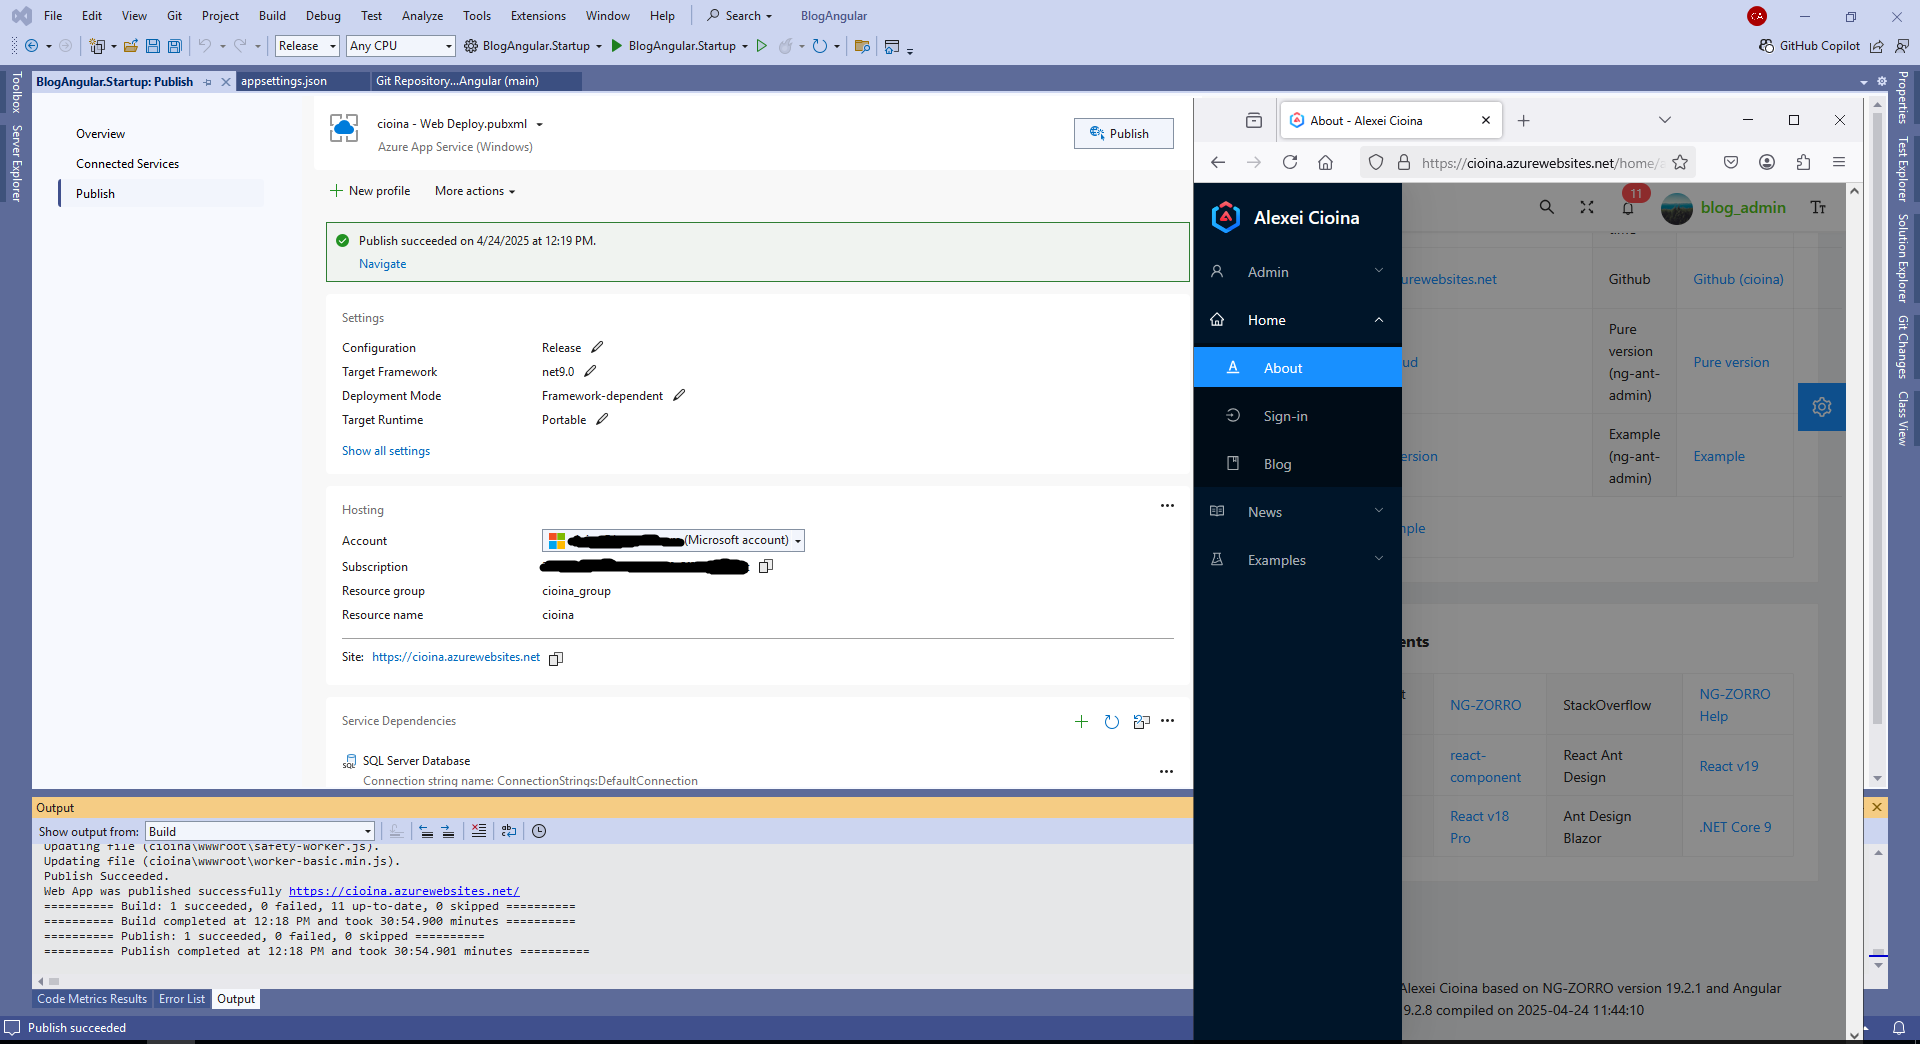 File Edit View Git Project Build Debug Test Analyze Tools Extensions Window Help Search BlogAngular CA
Release Any CPU BlogAngular.Startup BlogAngular.Startup GitHub Copilot
BlogAngular.Startup: Publish appsettings.json Git Repository...Angular (main)
Toolbox
Server Explorer
Overview
Connected Services
Publish
cioina - Web Deploy.pubxml
Azure App Service (Windows)
Publish
New profile More actions
Publish succeeded on 4/24/2025 at 12:19 PM.
Navigate
Settings
Configuration Release
Target Framework net9.0
Deployment Mode Framework-dependent
Target Runtime Portable
Show all settings
Hosting
Account (Microsoft account)
Subscription
Resource group cioina_group
Resource name cioina
Site: https://cioina.azurewebsites.net
Service Dependencies
SQL
SQL Server Database
Connection string name: ConnectionStrings:DefaultConnection
About - Alexei Cioina
https://cioina.azurewebsites.net/home/
Alexei Cioina
Admin
Home
About
Sign-in
Blog
News
Examples
11
blog_admin
Tт
time
urewebsites.net Github Github (cioina)
ud
Pure
version
(ng-ant-
admin)
Pure version
ersion
Example
(ng-ant-
admin)
Example
mple
ents
t NG-ZORRO StackOverflow
NG-ZORRO
Help
react-
component
React Ant
Design
React v19
React v18
Pro
Ant Design
Blazor
.NET Core 9
Alexei Cioina based on NG-ZORRO version 19.2.1 and Angular
9.2.8 compiled on 2025-04-24 11:44:10
Properties
Test Explorer
Solution Explorer
Git Changes
Class View
Output
Show output from: Build
Updating file (cioina\wwwroot\safety-worker.js).
Updating file (cioina\wwwroot\worker-basic.min.js).
Publish Succeeded.
Web App was published successfully https://cioina.azurewebsites.net/
========== Build: 1 succeeded, 0 failed, 11 up-to-date, 0 skipped ==========
========== Build completed at 12:18 PM and took 30:54.900 minutes ==========
========== Publish: 1 succeeded, 0 failed, 0 skipped ==========
========== Publish completed at 12:18 PM and took 30:54.901 minutes ==========
Code Metrics Results Error List Output
Publish succeeded